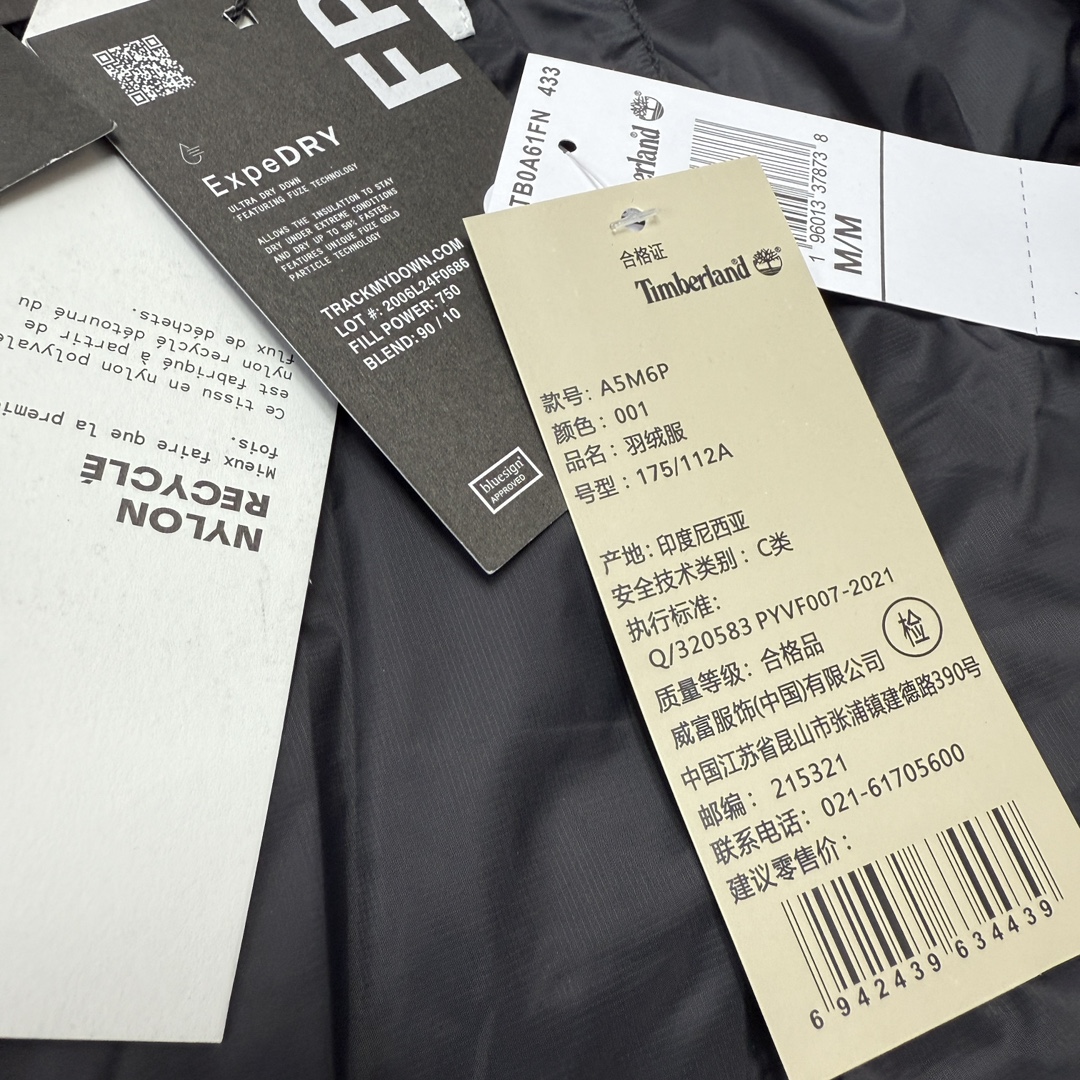 ExpeDRY
ULTRA DRY DOWN
FEATURING FUZE TECHNOLOGY
ALLOWS THE INSULATION TO STAY
DRY UNDER EXTREME CONDITIONS
AND DRY UP TO 50% FASTER.
FEATURES UNIQUE FUZE GOLD
PARTICLE TECHNOLOGY
TRACKMYDOWN.COM
LOT #: 2006L24F0686
FILL POWER: 750
BLEND: 90 / 10
bluesign®
APPROVED
TB0A61FN 433
1 96013 37873 8
M/M
合格证
Timberland
款号: A5M6P
颜色: 001
品名: 羽绒服
号型: 175/112A
产地: 印度尼西亚
安全技术类别: C类
执行标准:
Q/320583 PYVF007-2021
质量等级: 合格品
检
威富服饰(中国)有限公司
中国江苏省昆山市张浦镇建德路390号
邮编: 215321
联系电话: 021-61705600
建议零售价:
6 942439 634439
NYLON
RECYCLÉ
Mieux faire que la
fois.
Ce tissu en nylon
est fabriqué à partir de
nylon recyclé détourné du
flux de déchets.